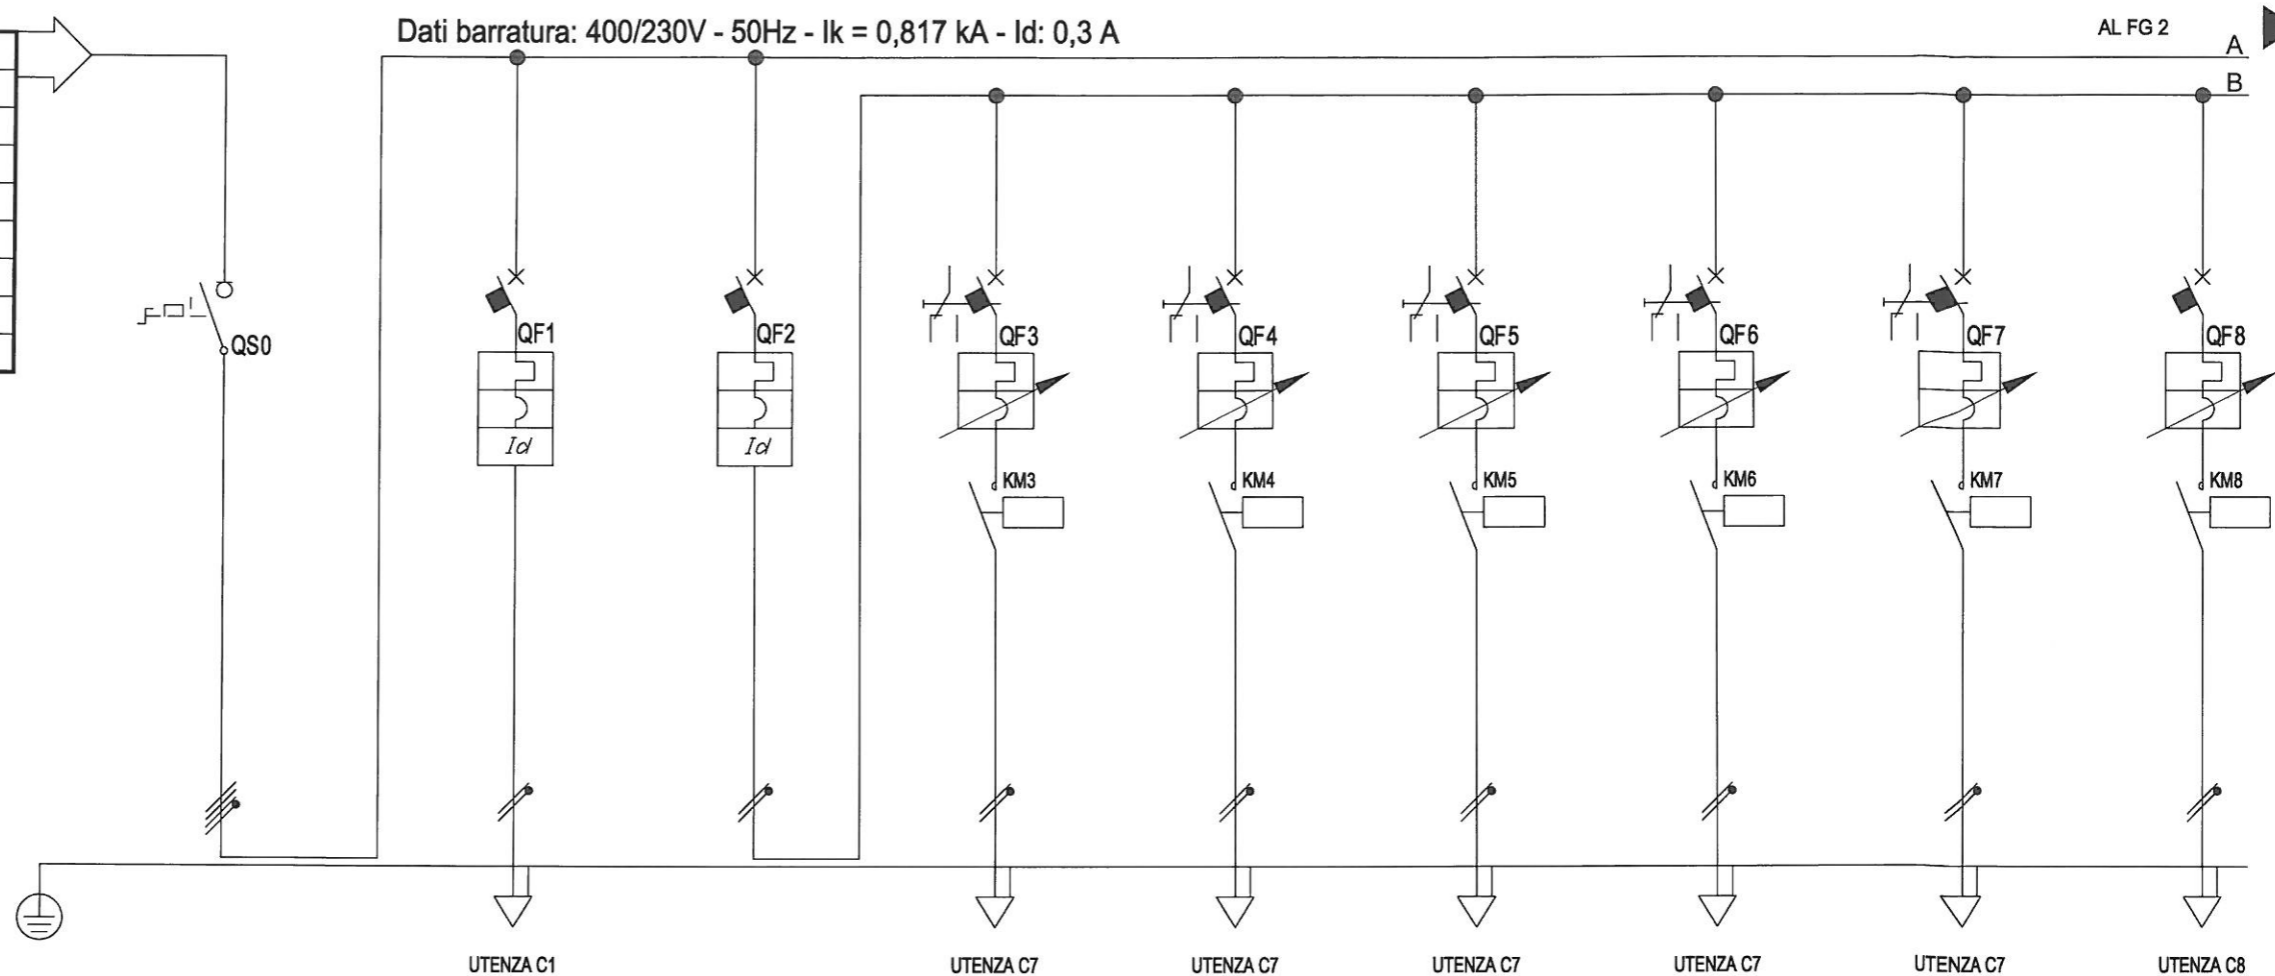 Dati barratura: 400/230V - 50Hz - Ik = 0,817 kA - Id: 0,3 A
AL FG 2
A
B
QS0
QF1
QF2
QF3
QF4
QF5
QF6
QF7
QF8
Id
Id
KM3
KM4
KM5
KM6
KM7
KM8
UTENZA C1
UTENZA C7
UTENZA C7
UTENZA C7
UTENZA C7
UTENZA C7
UTENZA C8